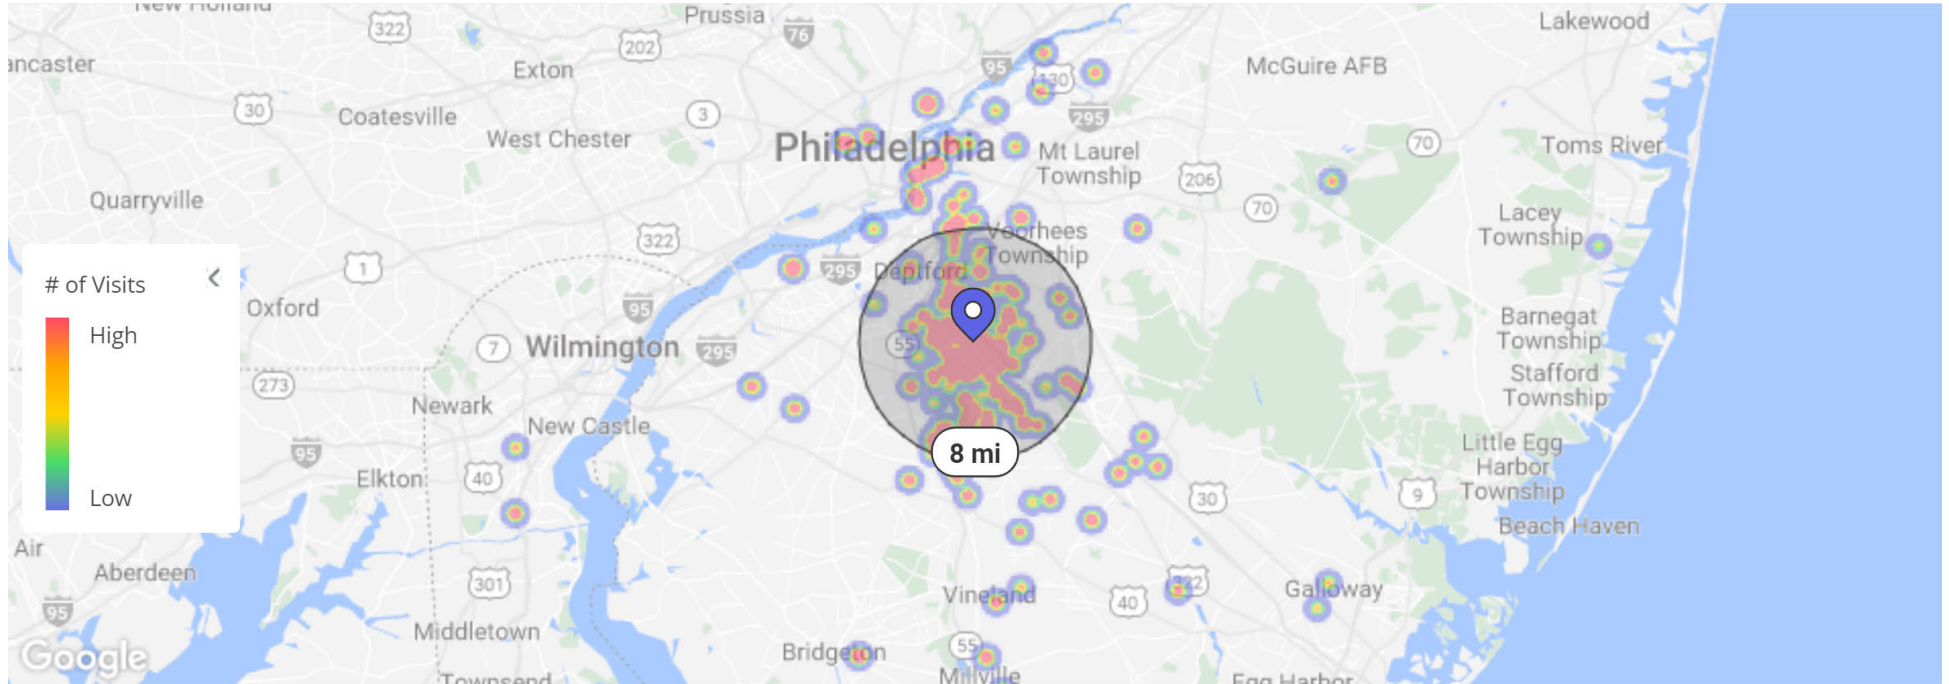 New Holland
Prussia
Lakewood
322
76
202
ancaster
Exton
95
130
McGuire AFB
30
Coatesville
3
295
West Chester
Philadelphia
Mt Laurel
Township
70
Toms River
206
Quarryville
70
Lacey
Township
322
Voorhees
Township
1
295
Deptford
# of Visits
High
Low
Oxford
95
Barnegat
Township
7
Wilmington
295
55
273
Stafford
Township
Newark
New Castle
95
Elkton
40
8 mi
Little Egg
Harbor
Township
30
9
Beach Haven
Air
Aberdeen
301
Vineland
40
322
Galloway
95
Middletown
Google
Bridgeton
55
Millville
Townsend
Egg Harbor